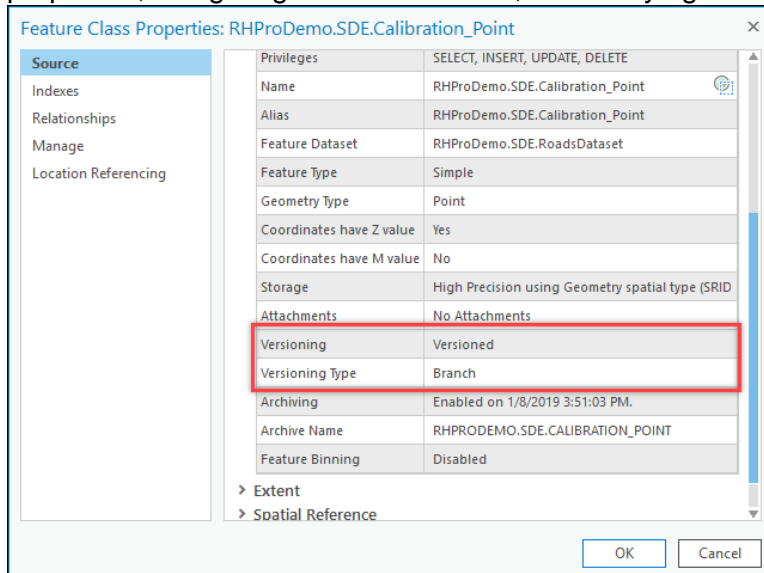 Feature Class Properties: RHProDemo.SDE.Calibration_Point
Source
Indexes
Relationships
Manage
Location Referencing
Privileges SELECT, INSERT, UPDATE, DELETE
Name RHProDemo.SDE.Calibration_Point
Alias RHProDemo.SDE.Calibration_Point
Feature Dataset RHProDemo.SDE.RoadsDataset
Feature Type Simple
Geometry Type Point
Coordinates have Z value Yes
Coordinates have M value No
Storage High Precision using Geometry spatial type (SRID
Attachments No Attachments
Versioning Versioned
Versioning Type Branch
Archiving Enabled on 1/8/2019 3:51:03 PM.
Archive Name RHPRODEMO.SDE.CALIBRATION_POINT
Feature Binning Disabled
Extent
Spatial Reference
OK Cancel